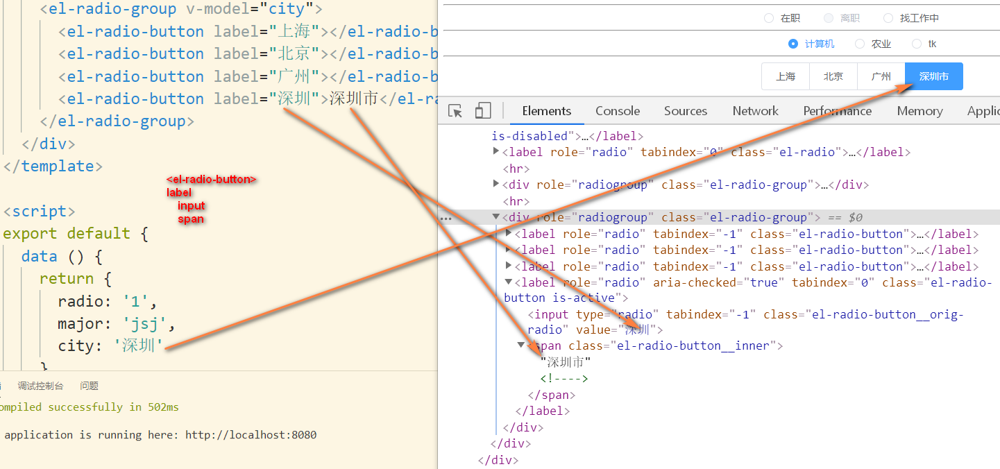 <el-radio-group v-model="city">
<el-radio-button label="上海"></el-radio-b
<el-radio-button label="北京"></el-radio-b
<el-radio-button label="广州"></el-radio-b
<el-radio-button label="深圳">深圳市</el-ra
</el-radio-group>
</div>
</template>
<el-radio-button>
label
input
span
<script>
export default {
data () {
return {
radio: '1',
major: 'jsj',
city: '深圳'
}
调试控制台 问题
ompiled successfully in 502ms
application is running here: http://localhost:8080
在职 离职 找工作中
计算机 农业 tk
上海 北京 广州 深圳市
Elements Console Sources Network Performance Memory Applic
is-disabled">…</label>
<label role="radio" tabindex="0" class="el-radio">…</label>
<hr>
<div role="radiogroup" class="el-radio-group">…</div>
<hr>
<div role="radiogroup" class="el-radio-group"> == $0
<label role="radio" tabindex="-1" class="el-radio-button">…</label>
<label role="radio" tabindex="-1" class="el-radio-button">…</label>
<label role="radio" tabindex="-1" class="el-radio-button">…</label>
<label role="radio" aria-checked="true" tabindex="0" class="el-radio-
button is-active">
<input type="radio" tabindex="-1" class="el-radio-button__orig-
radio" value="深圳">
<span class="el-radio-button__inner">
"深圳市"
<!---->
</span>
</label>
</div>
</div>
</div>